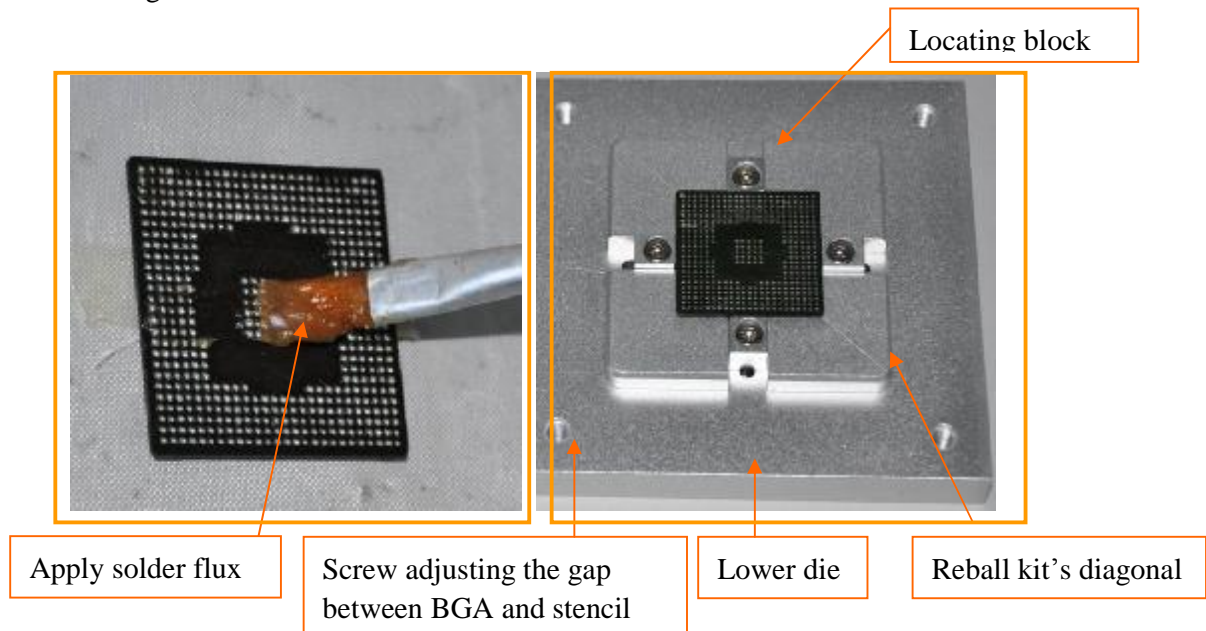 Locating block
Apply solder flux
Screw adjusting the gap
between BGA and stencil
Lower die
Reball kit's diagonal